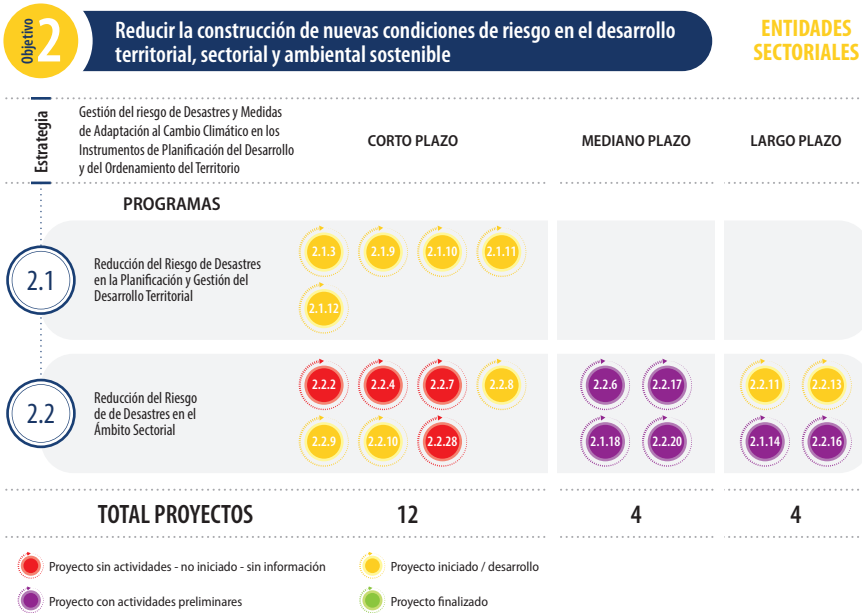 Objetivo 2
Reducir la construcción de nuevas condiciones de riesgo en el desarrollo
territorial, sectorial y ambiental sostenible
ENTIDADES
SECTORIALES
Estrategia
Gestión del riesgo de Desastres y Medidas
de Adaptación al Cambio Climático en los
Instrumentos de Planificación del Desarrollo
y del Ordenamiento del Territorio
CORTO PLAZO
MEDIANO PLAZO
LARGO PLAZO
PROGRAMAS
2.1
Reducción del Riesgo de Desastres
en la Planificación y Gestión del
Desarrollo Territorial
2.1.3 2.1.9 2.1.10 2.1.11
2.1.12
2.2
Reducción del Riesgo
de de Desastres en el
Ámbito Sectorial
2.2.2 2.2.4 2.2.7 2.2.8
2.2.9 2.2.10 2.2.28
2.2.6 2.2.17
2.1.18 2.2.20
2.2.11 2.2.13
2.1.14 2.2.16
TOTAL PROYECTOS 12 4 4
Proyecto sin actividades - no iniciado - sin información
Proyecto iniciado / desarrollo
Proyecto con actividades preliminares
Proyecto finalizado